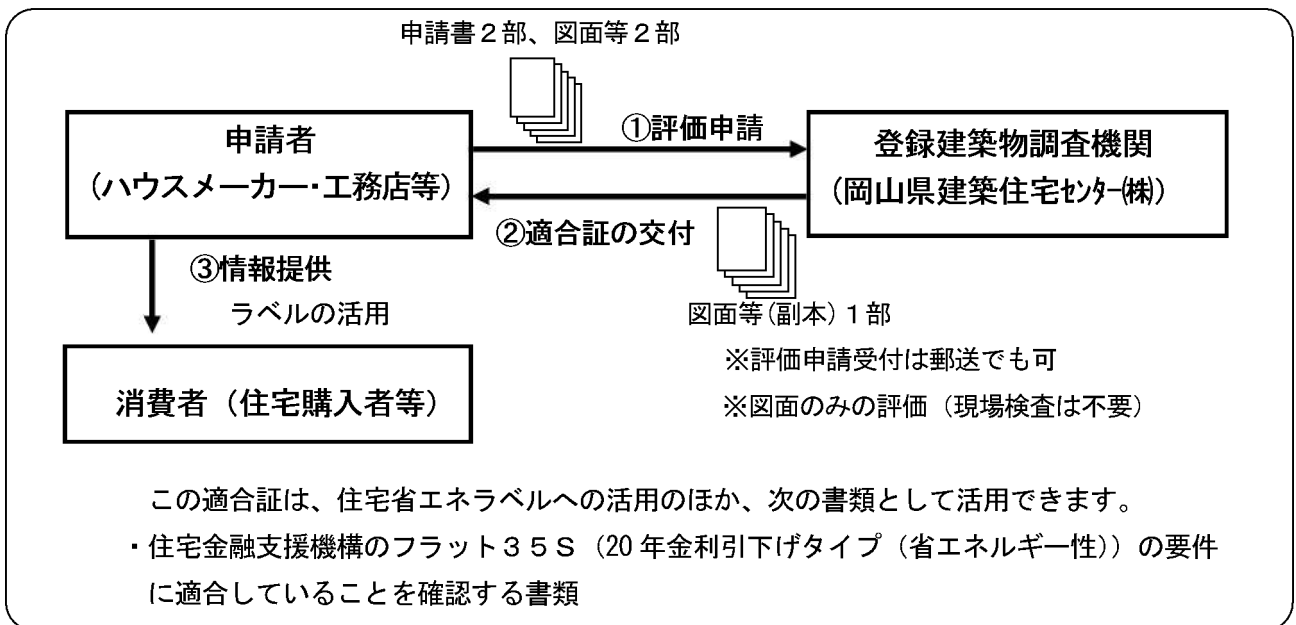 申請書２部、図面等２部
①評価申請
申請者
（ハウスメーカー・工務店等）
登録建築物調査機関
（岡山県建築住宅ｾﾝﾀｰ㈱）
②適合証の交付
③情報提供
ラベルの活用
図面等(副本)１部
※評価申請受付は郵送でも可
消費者（住宅購入者等）
※図面のみの評価（現場検査は不要）
この適合証は、住宅省エネラベルへの活用のほか、次の書類として活用できます。
・住宅金融支援機構のフラット３５Ｓ（20年金利引下げタイプ（省エネルギー性））の要件
に適合していることを確認する書類